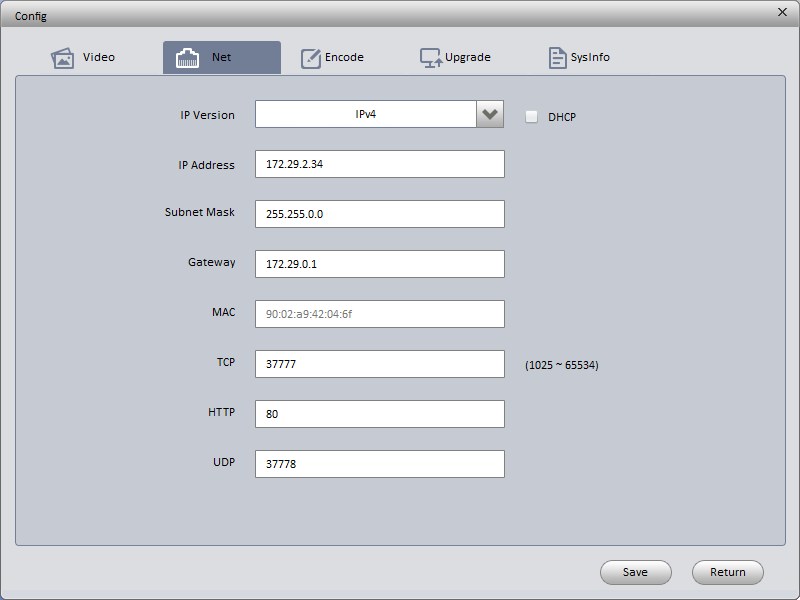 Config
Video Net Encode Upgrade SysInfo
IP Version IPv4 DHCP
IP Address 172.29.2.34
Subnet Mask 255.255.0.0
Gateway 172.29.0.1
MAC 90:02:a9:42:04:6f
TCP 37777 (1025 ~ 65534)
HTTP 80
UDP 37778
Save Return